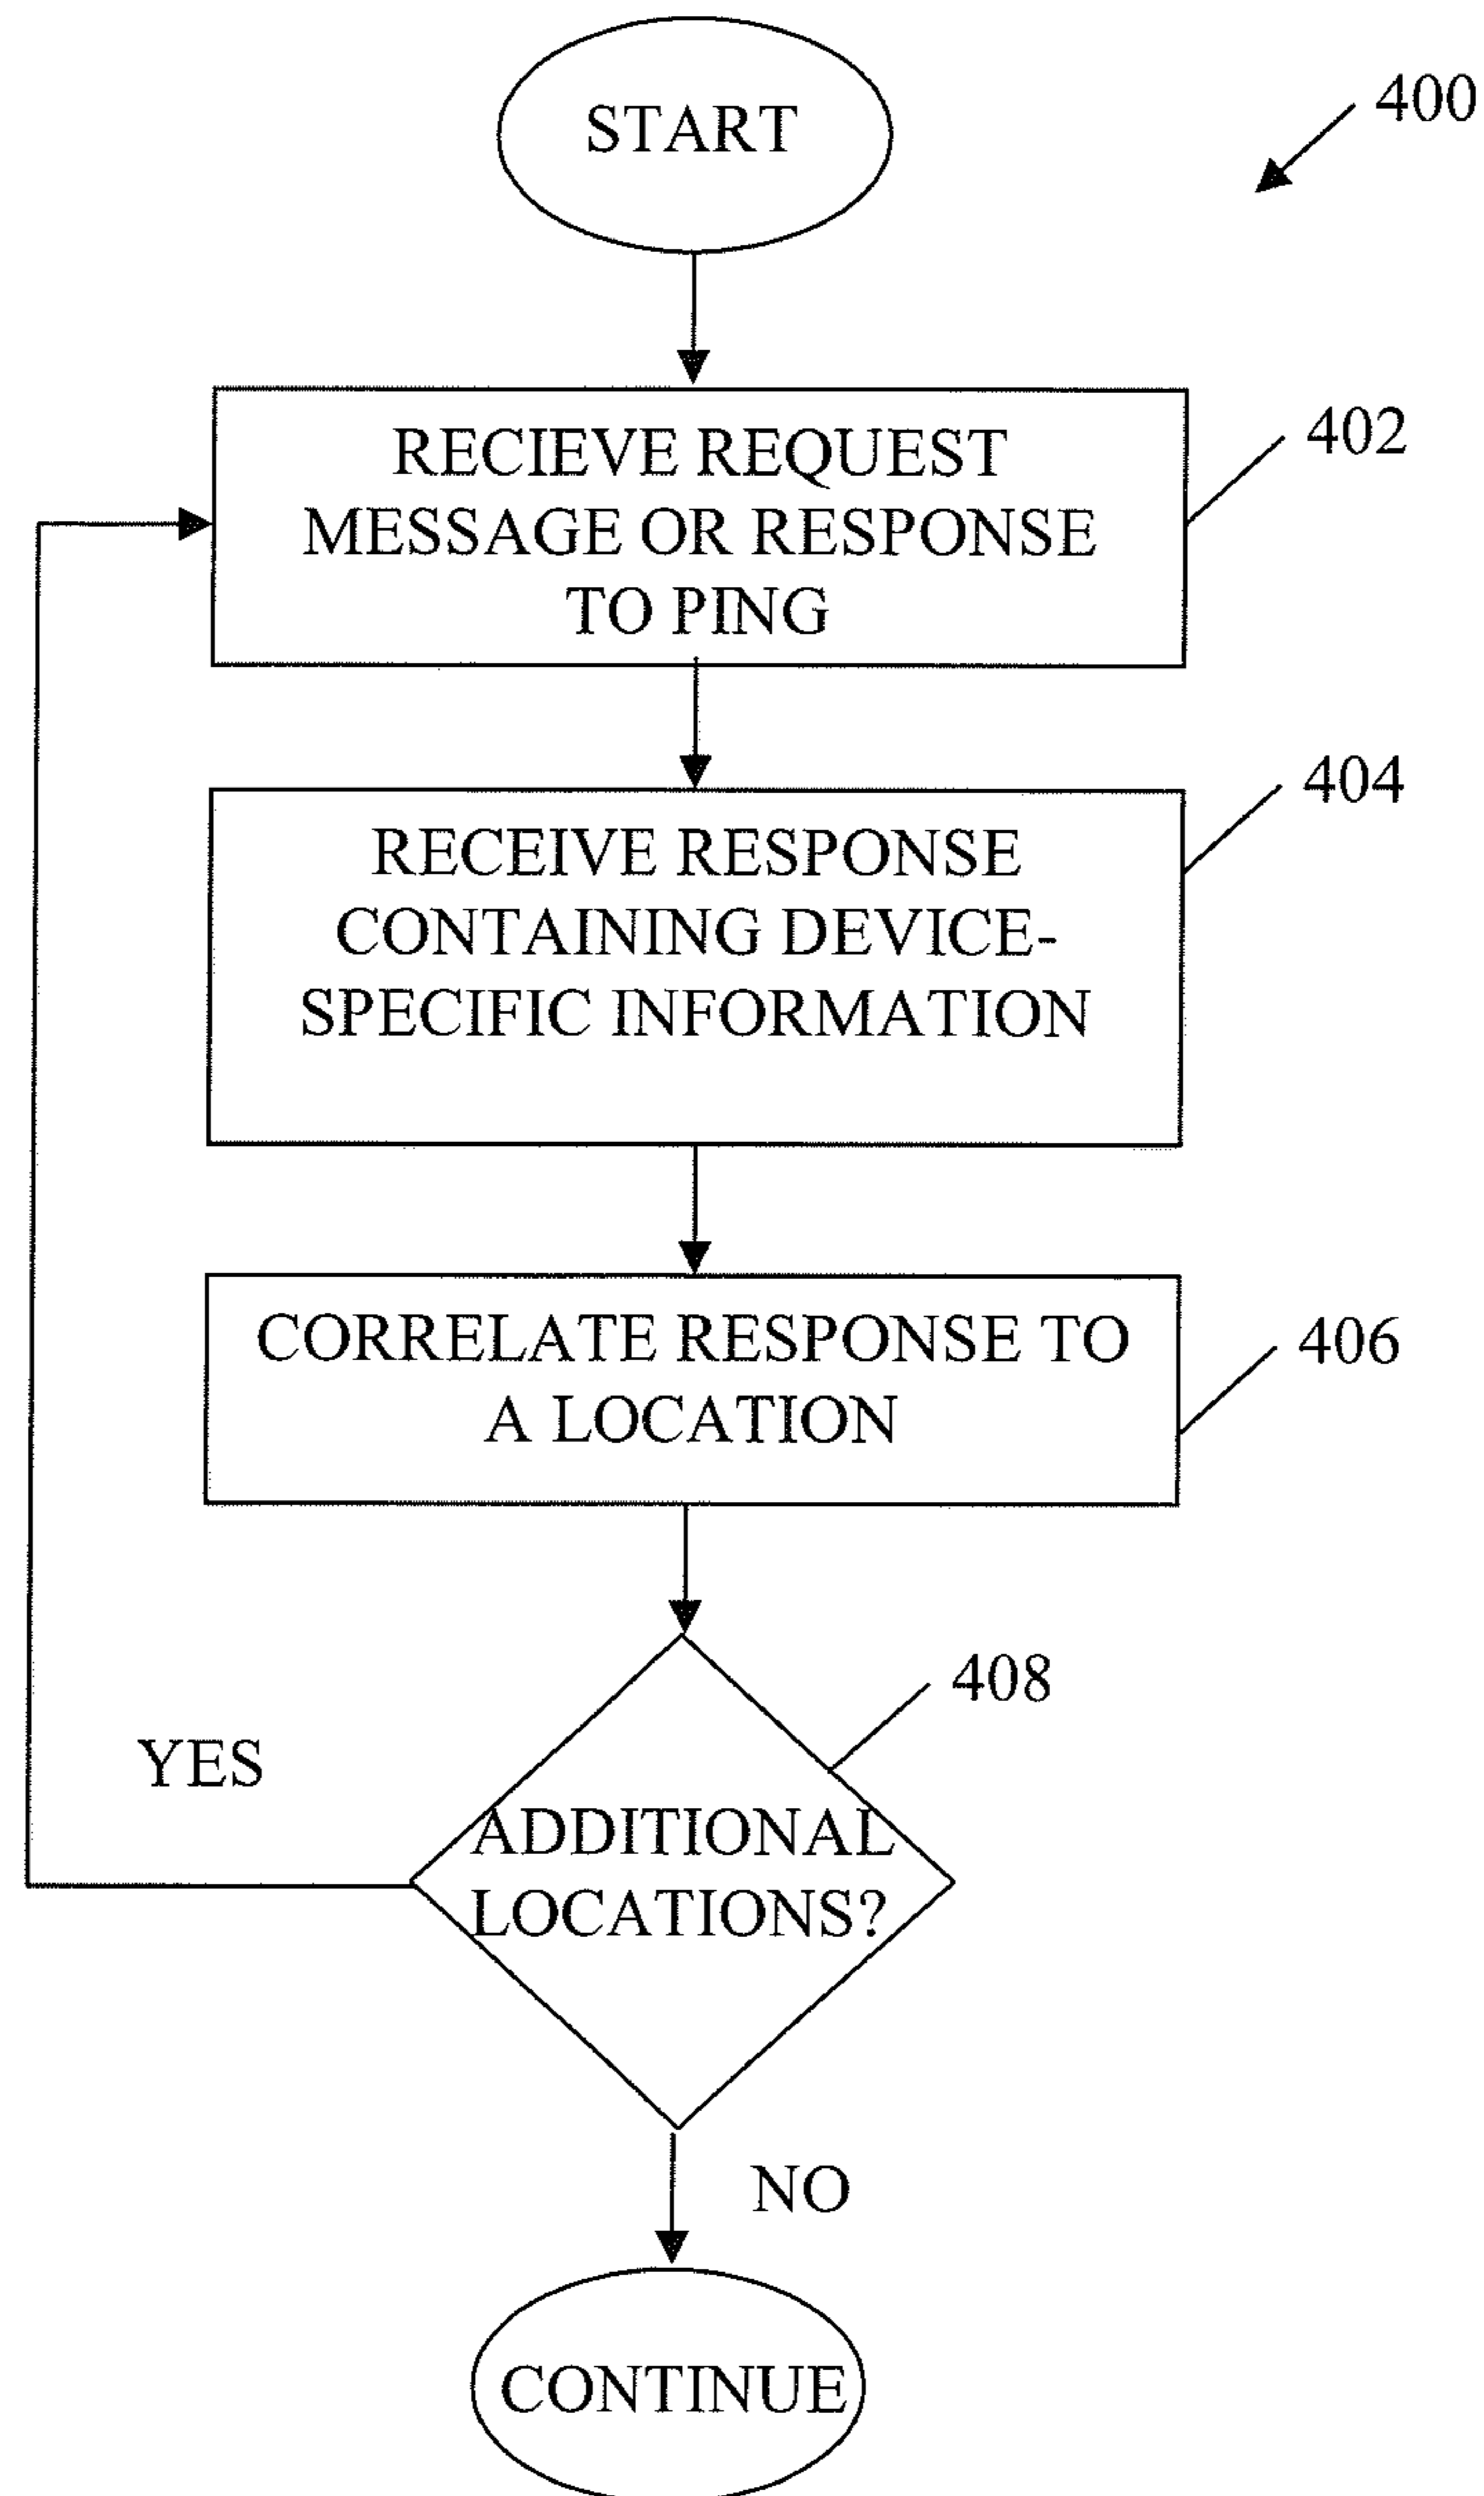 START
400
RECIEVE REQUEST
MESSAGE OR RESPONSE
TO PING
402
RECEIVE RESPONSE
CONTAINING DEVICE-
SPECIFIC INFORMATION
404
CORRELATE RESPONSE TO
A LOCATION
406
408
YES
ADDITIONAL
LOCATIONS?
NO
CONTINUE